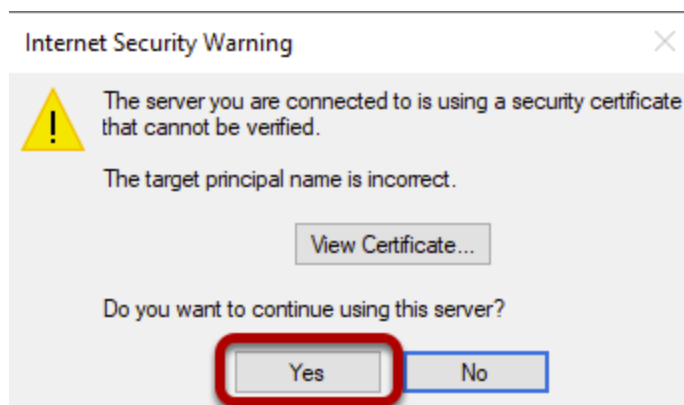 Internet Security Warning
The server you are connected to is using a security certificate
that cannot be verified.
The target principal name is incorrect.
View Certificate...
Do you want to continue using this server?
Yes No